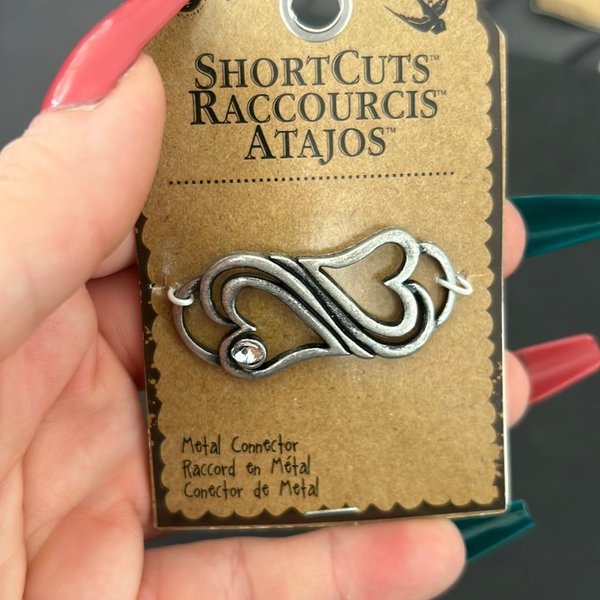 SHORTCUTS™
RACCOURCIS™
ATAJOS™
Metal Connector
Raccord en Métal
Conector de Metal